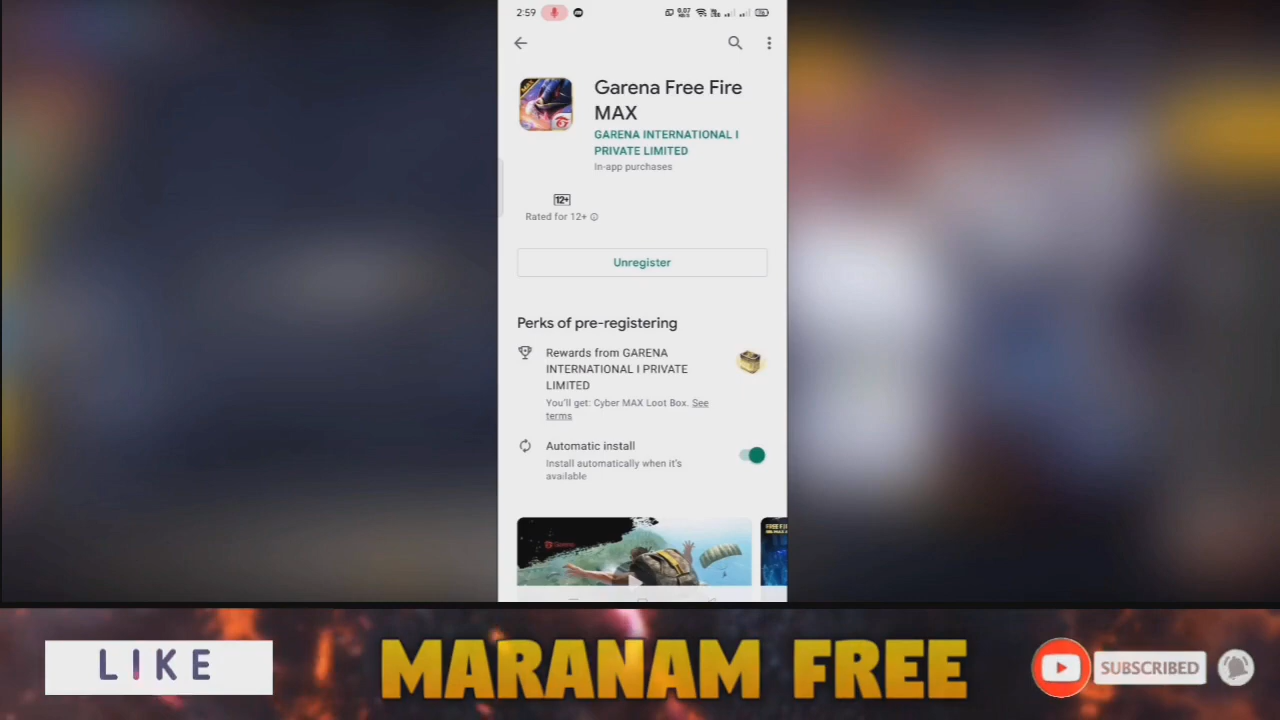 2:59
Garena Free Fire
MAX
GARENA INTERNATIONAL I
PRIVATE LIMITED
In-app purchases
12+
Rated for 12+
Unregister
Perks of pre-registering
Rewards from GARENA
INTERNATIONAL I PRIVATE
LIMITED
You'll get: Cyber MAX Loot Box. See
terms
Automatic install
Install automatically when it's
available
LIKE
MARANAM FREE
SUBSCRIBED